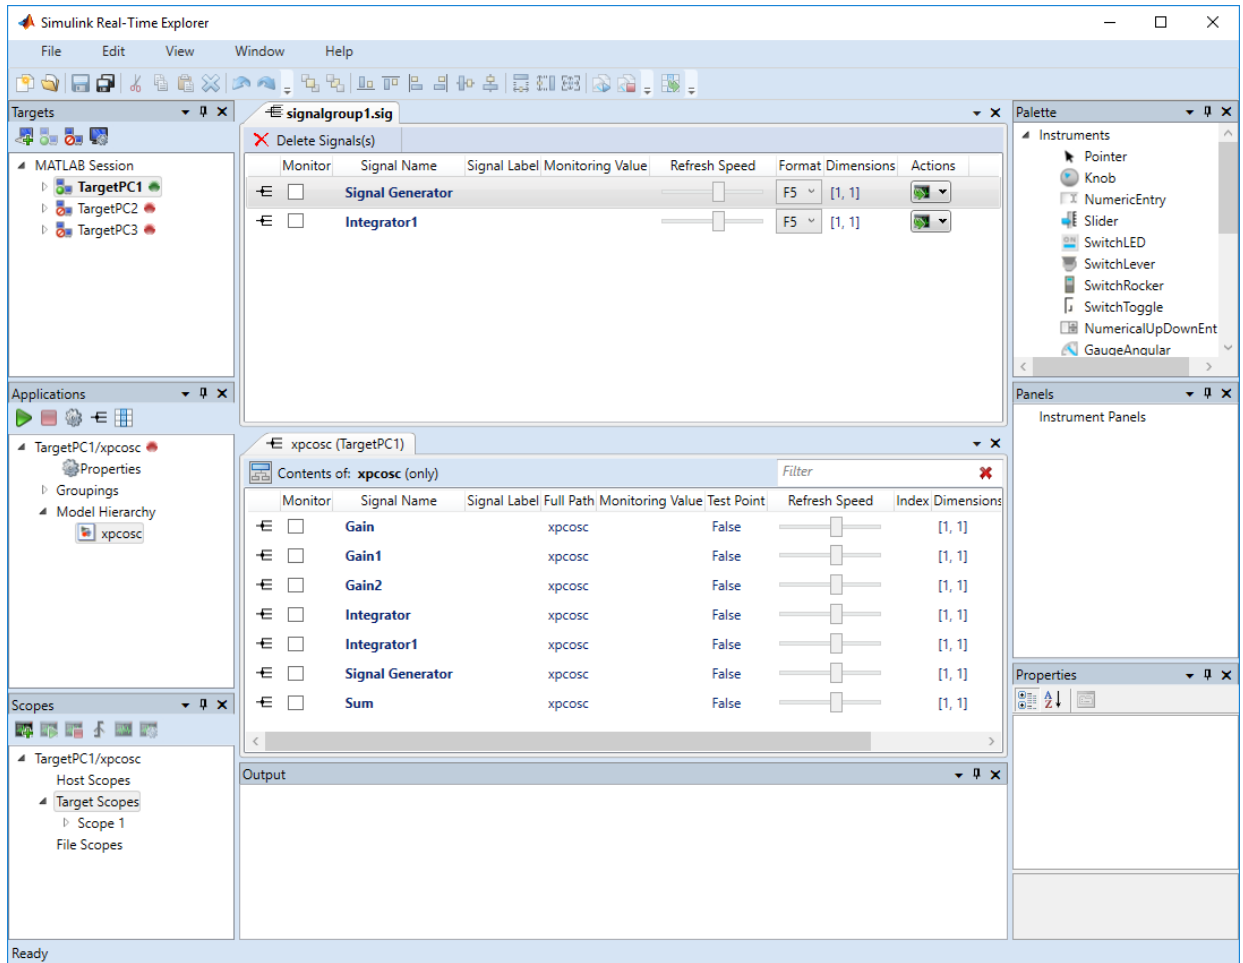 Simulink Real-Time Explorer
File Edit View Window Help
Targets
MATLAB Session
TargetPC1
TargetPC2
TargetPC3
signalgroup1.sig
Delete Signals(s)
Monitor Signal Name Signal Label Monitoring Value Refresh Speed Format Dimensions Actions
Signal Generator F5 [1, 1]
Integrator1 F5 [1, 1]
Palette
Instruments
Pointer
Knob
NumericEntry
Slider
SwitchLED
SwitchLever
SwitchRocker
SwitchToggle
NumericalUpDownEnt
GaugeAngular
Applications
TargetPC1/xpcosc
Properties
Groupings
Model Hierarchy
xpcosc
xpcosc (TargetPC1)
Contents of: xpcosc (only) Filter
Monitor Signal Name Signal Label Full Path Monitoring Value Test Point Refresh Speed Index Dimensions
Gain xpcosc False [1, 1]
Gain1 xpcosc False [1, 1]
Gain2 xpcosc False [1, 1]
Integrator xpcosc False [1, 1]
Integrator1 xpcosc False [1, 1]
Signal Generator xpcosc False [1, 1]
Sum xpcosc False [1, 1]
Panels
Instrument Panels
Properties
Scopes
TargetPC1/xpcosc
Host Scopes
Target Scopes
Scope 1
File Scopes
Output
Ready